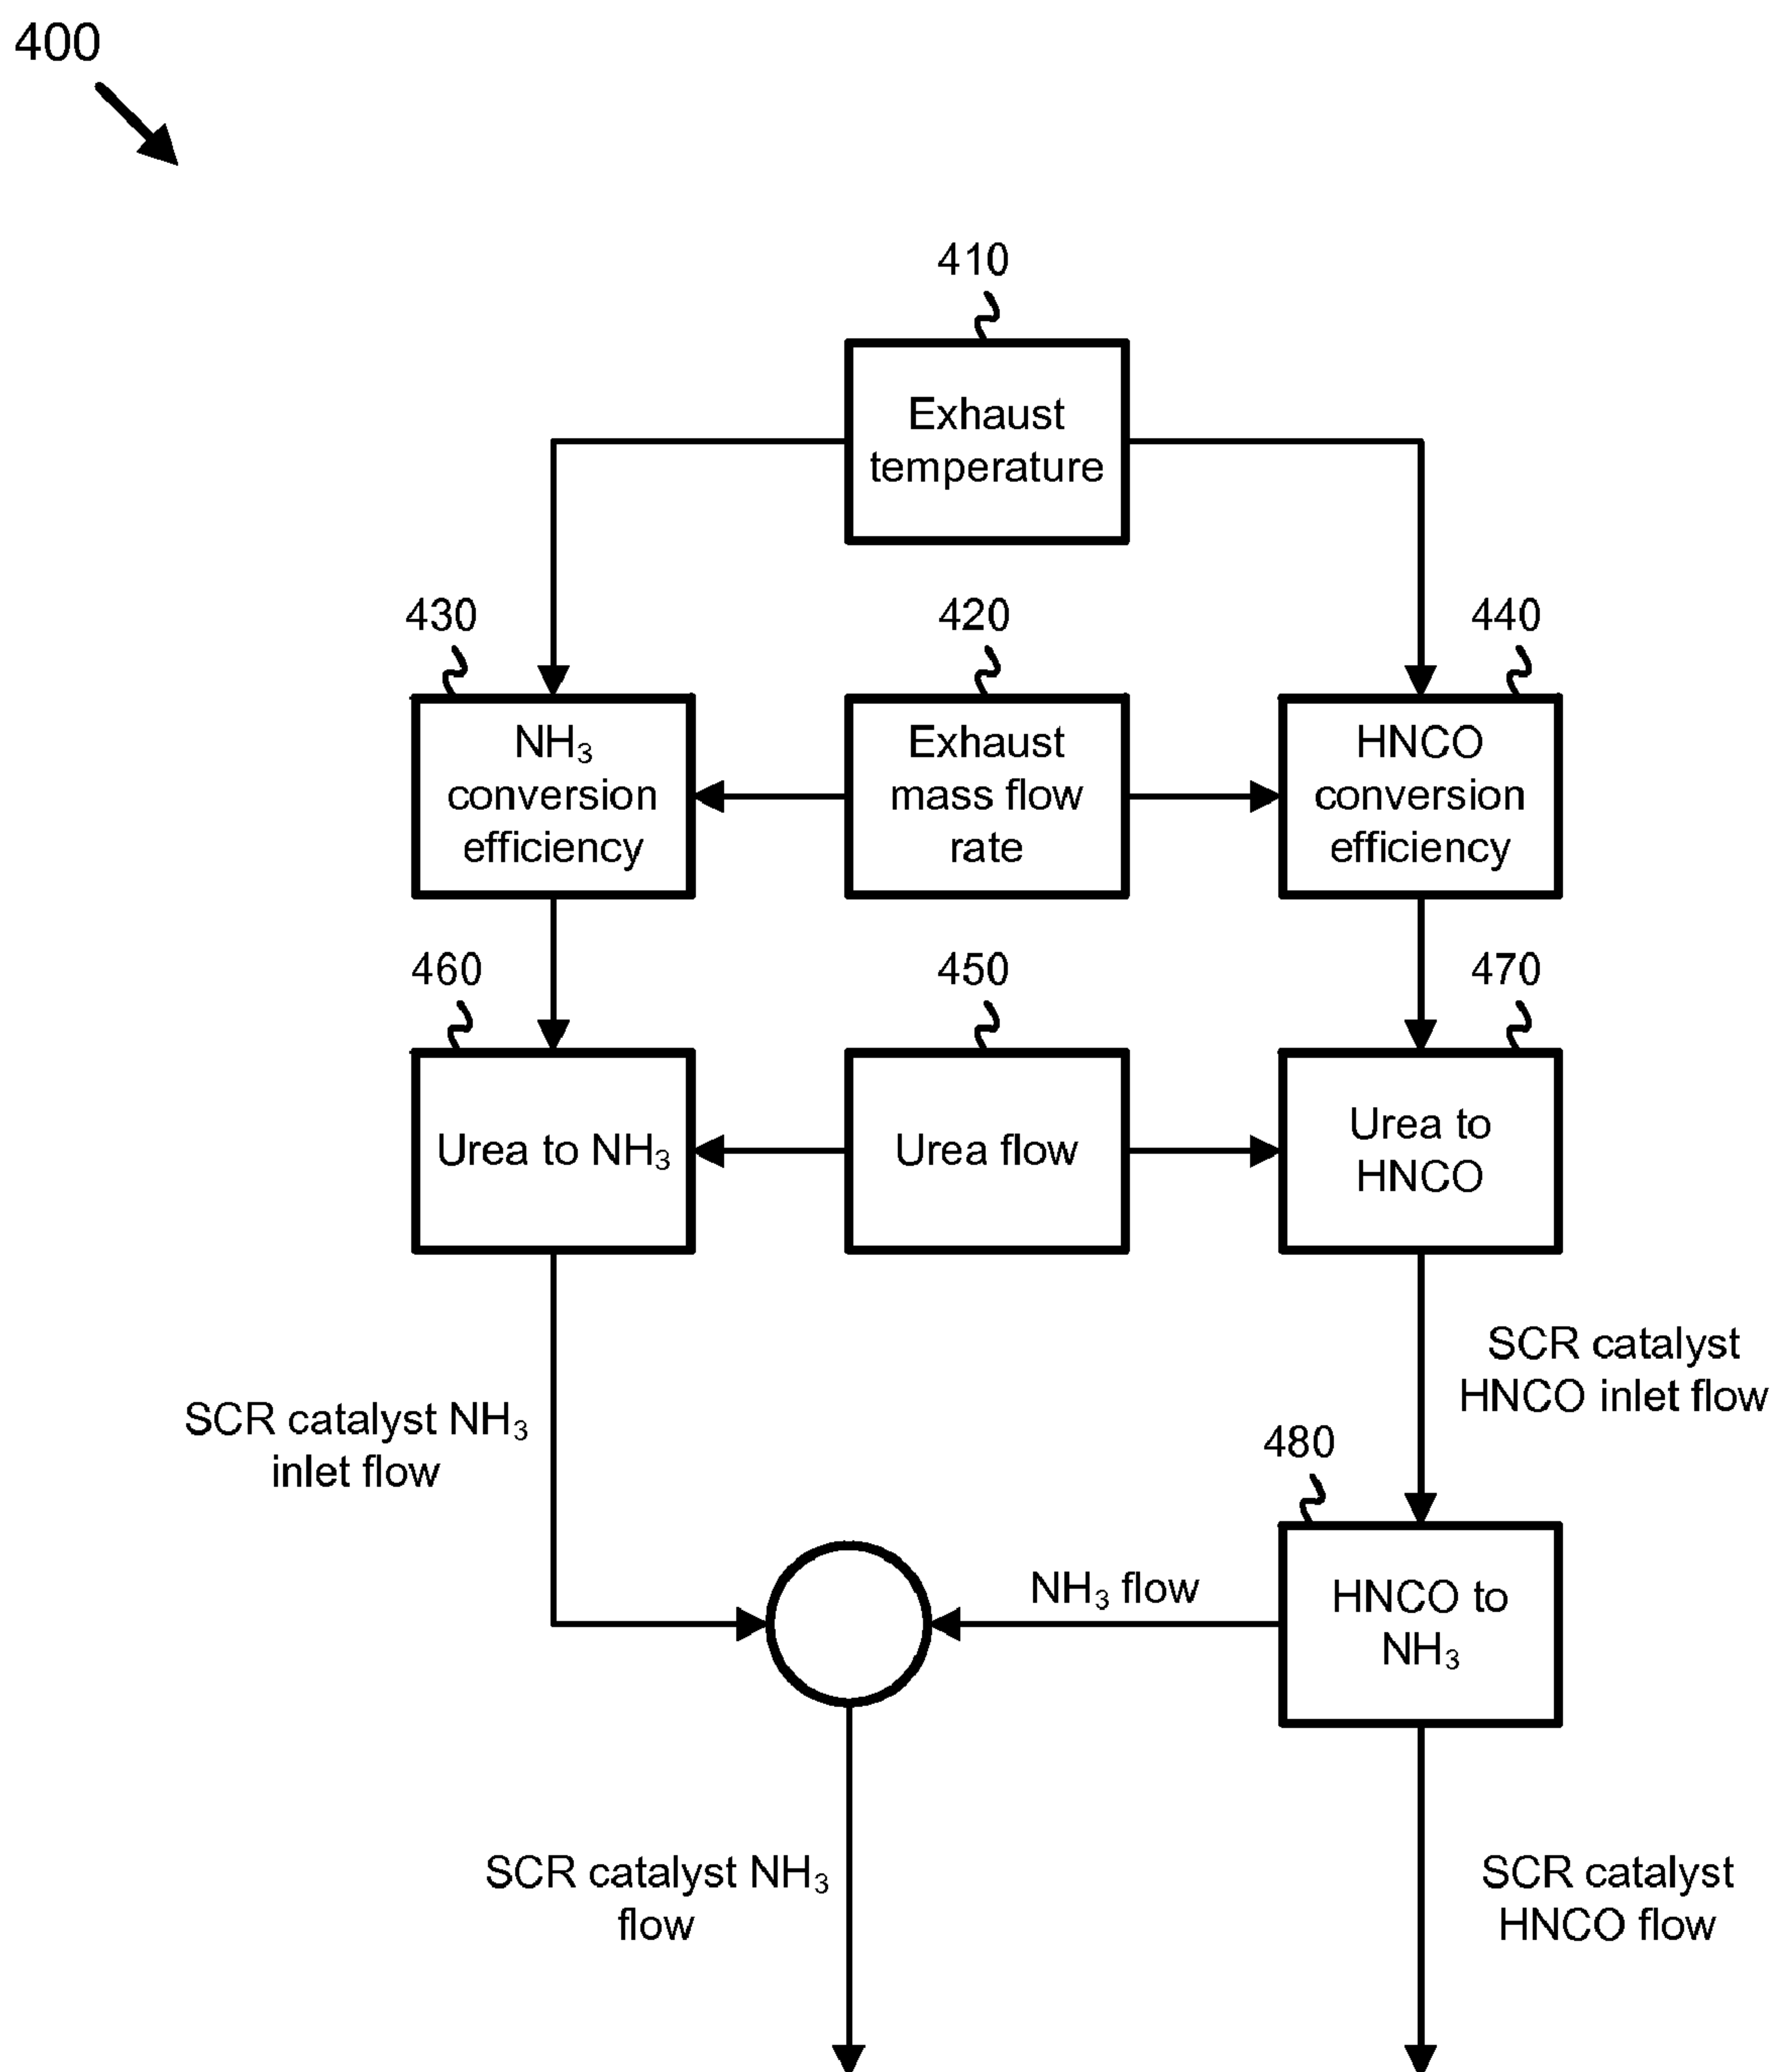 400
410
Exhaust
temperature
430
420
440
NH₃
conversion
efficiency
Exhaust
mass flow
rate
HNCO
conversion
efficiency
460
450
470
Urea to NH₃
Urea flow
Urea to
HNCO
SCR catalyst
HNCO inlet flow
SCR catalyst NH₃
inlet flow
480
NH₃ flow
HNCO to
NH₃
SCR catalyst NH₃
flow
SCR catalyst
HNCO flow